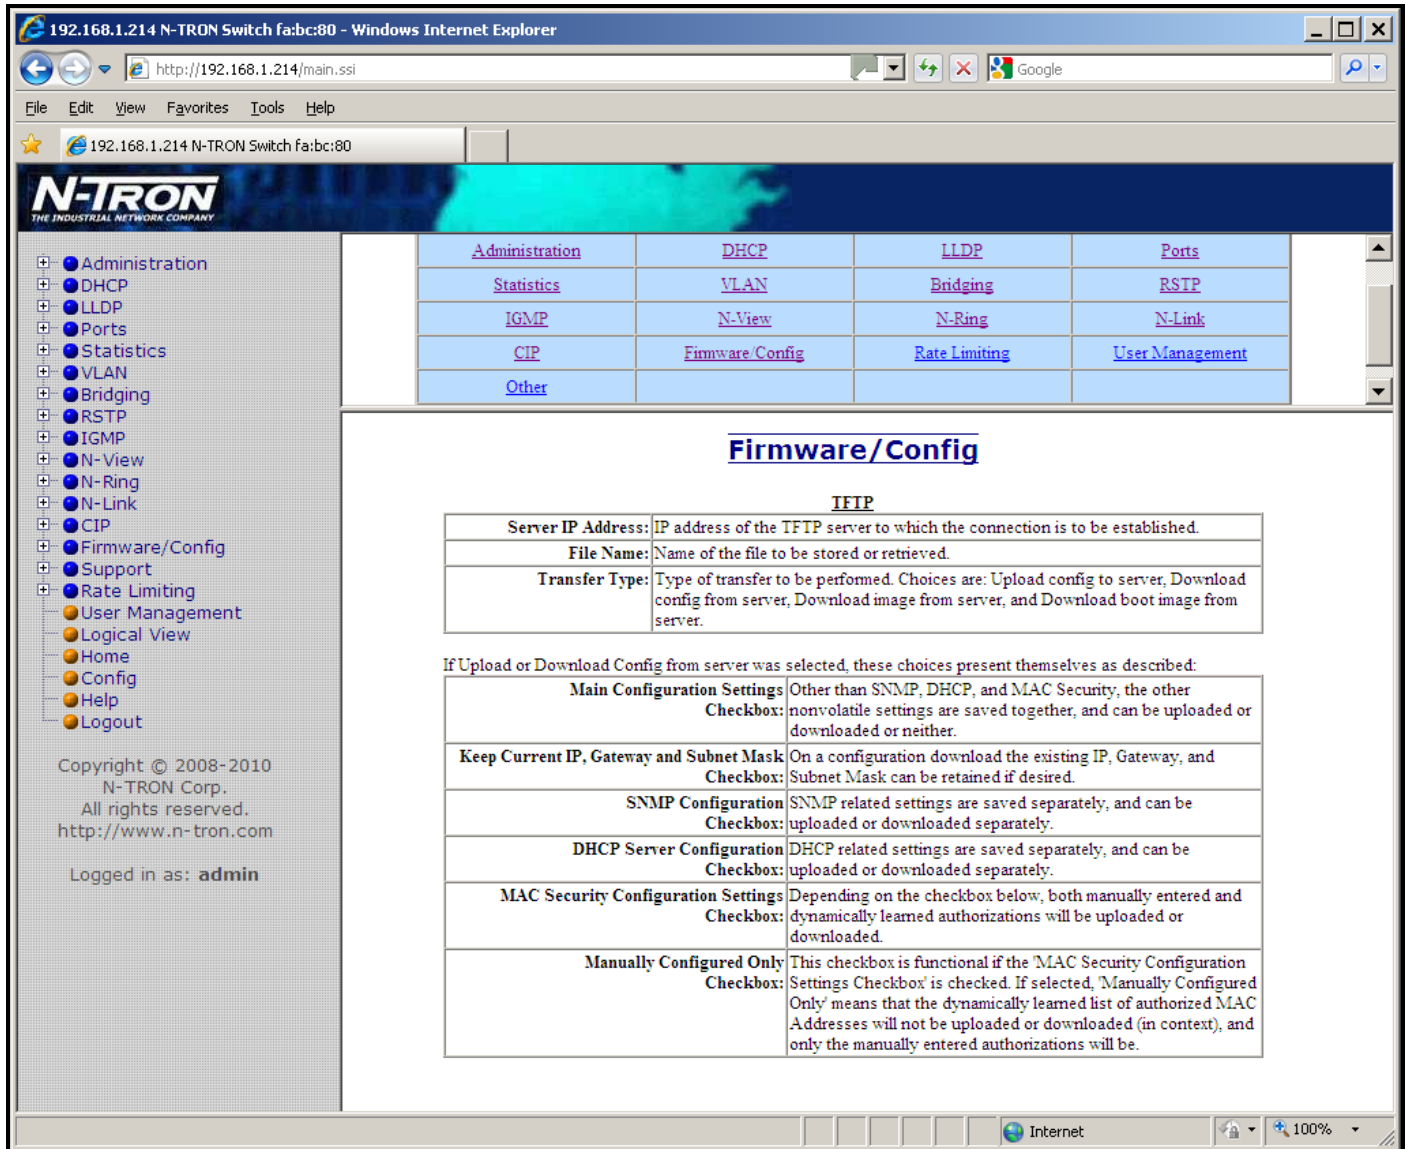 192.168.1.214 N-TRON Switch fa:bc:80 - Windows Internet Explorer
http://192.168.1.214/main.ssi
Google
File Edit View Favorites Tools Help
192.168.1.214 N-TRON Switch fa:bc:80
N-TRON
THE INDUSTRIAL NETWORK COMPANY
Administration
DHCP
LLDP
Ports
Statistics
VLAN
Bridging
RSTP
IGMP
N-View
N-Ring
N-Link
CIP
Firmware/Config
Support
Rate Limiting
User Management
Logical View
Home
Config
Help
Logout
Copyright © 2008-2010
N-TRON Corp.
All rights reserved.
http://www.n-tron.com
Logged in as: admin
Administration DHCP LLDP Ports
Statistics VLAN Bridging RSTP
IGMP N-View N-Ring N-Link
CIP Firmware/Config Rate Limiting User Management
Other
Firmware/Config
TFTP
Server IP Address: IP address of the TFTP server to which the connection is to be established.
File Name: Name of the file to be stored or retrieved.
Transfer Type: Type of transfer to be performed. Choices are: Upload config to server, Download
config from server, Download image from server, and Download boot image from
server.
If Upload or Download Config from server was selected, these choices present themselves as described:
Main Configuration Settings Other than SNMP, DHCP, and MAC Security, the other
Checkbox: nonvolatile settings are saved together, and can be uploaded or
downloaded or neither.
Keep Current IP, Gateway and Subnet Mask On a configuration download the existing IP, Gateway, and
Checkbox: Subnet Mask can be retained if desired.
SNMP Configuration SNMP related settings are saved separately, and can be
Checkbox: uploaded or downloaded separately.
DHCP Server Configuration DHCP related settings are saved separately, and can be
Checkbox: uploaded or downloaded separately.
MAC Security Configuration Settings Depending on the checkbox below, both manually entered and
Checkbox: dynamically learned authorizations will be uploaded or
downloaded.
Manually Configured Only This checkbox is functional if the 'MAC Security Configuration
Checkbox: Settings Checkbox' is checked. If selected, 'Manually Configured
Only' means that the dynamically learned list of authorized MAC
Addresses will not be uploaded or downloaded (in context), and
only the manually entered authorizations will be.
Internet
100%